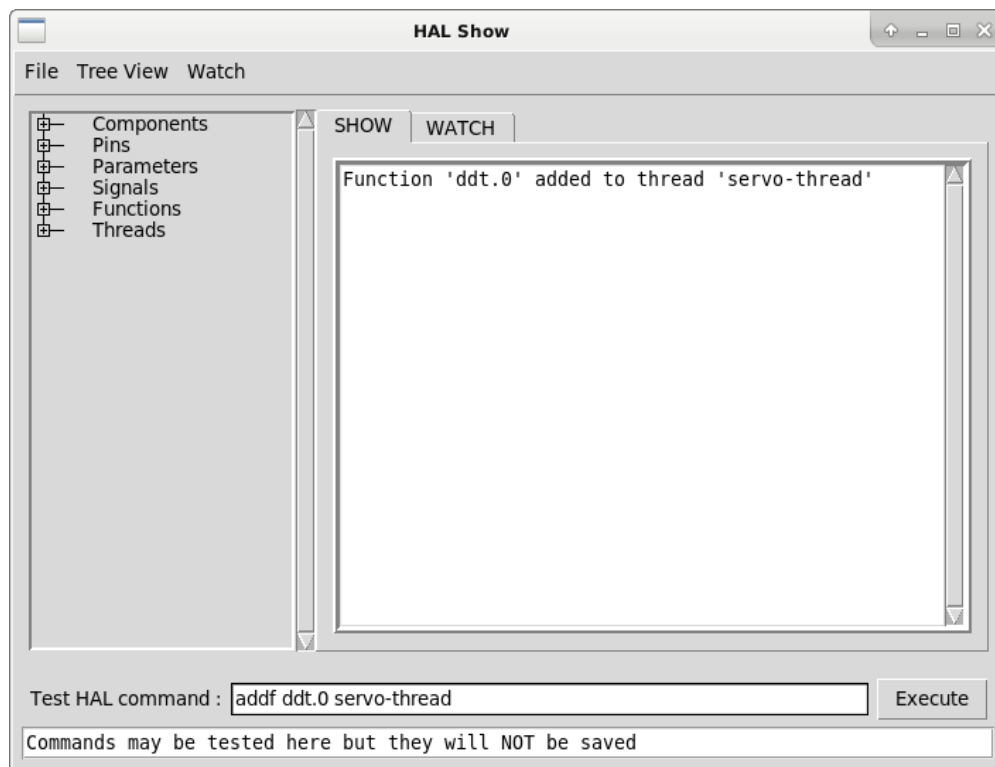 HAL Show
File Tree View Watch
Components
Pins
Parameters
Signals
Functions
Threads
SHOW WATCH
Function 'ddt.0' added to thread 'servo-thread'
Test HAL command : addf ddt.0 servo-thread Execute
Commands may be tested here but they will NOT be saved